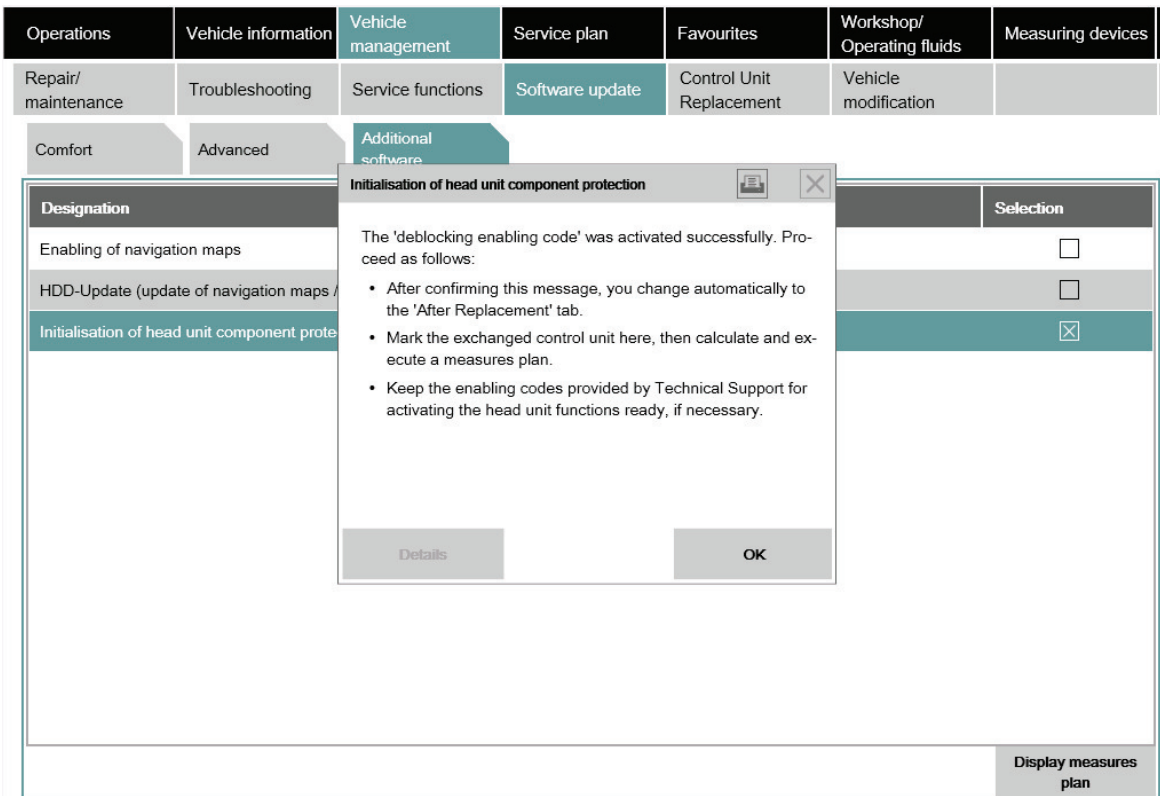 Operations
Vehicle information
Vehicle
management
Service plan
Favourites
Workshop/
Operating fluids
Measuring devices
Repair/
maintenance
Troubleshooting
Service functions
Software update
Control Unit
Replacement
Vehicle
modification
Comfort
Advanced
Additional
software
Initialisation of head unit component protection
Designation
Selection
Enabling of navigation maps
HDD-Update (update of navigation maps /
Initialisation of head unit component prote
The 'deblocking enabling code' was activated successfully. Pro-
ceed as follows:
• After confirming this message, you change automatically to
the 'After Replacement' tab.
• Mark the exchanged control unit here, then calculate and ex-
ecute a measures plan.
• Keep the enabling codes provided by Technical Support for
activating the head unit functions ready, if necessary.
Details
OK
Display measures
plan